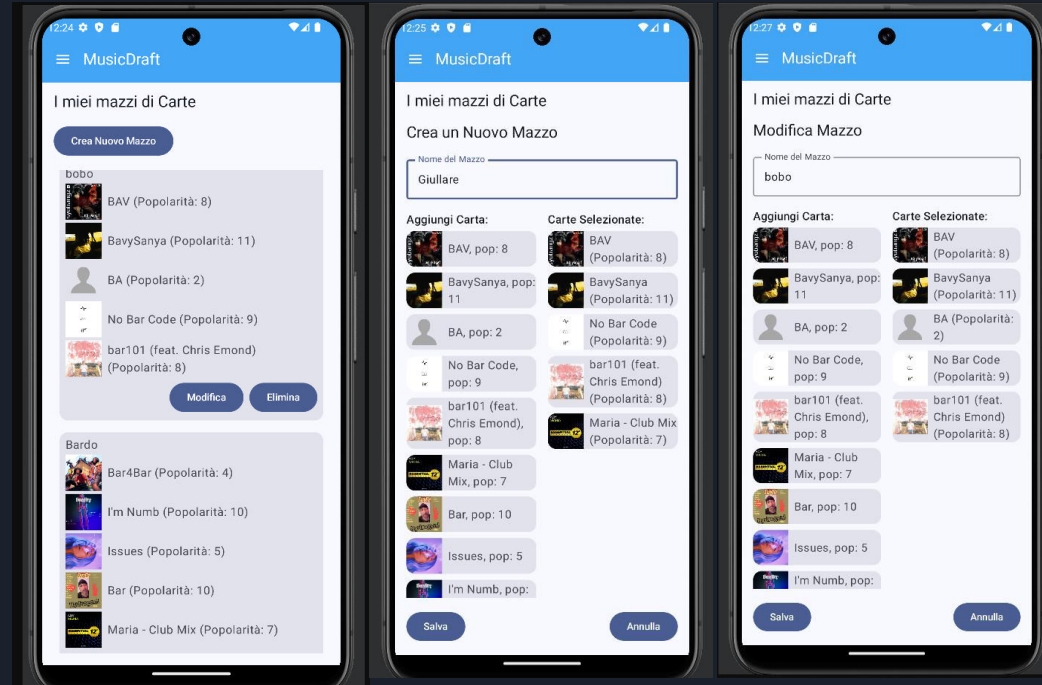 12:24
MusicDraft
I miei mazzi di Carte
Crea Nuovo Mazzo
bobo
BAV (Popolarità: 8)
BavySanya (Popolarità: 11)
BA (Popolarità: 2)
No Bar Code (Popolarità: 9)
bar101 (feat. Chris Emond)
(Popolarità: 8)
Modifica
Elimina
Bardo
Bar4Bar (Popolarità: 4)
I'm Numb (Popolarità: 10)
Issues (Popolarità: 5)
Bar (Popolarità: 10)
Maria - Club Mix (Popolarità: 7)
12:25
MusicDraft
I miei mazzi di Carte
Crea un Nuovo Mazzo
Nome del Mazzo
Giullare
Aggiungi Carta:
BAV, pop: 8
BavySanya, pop:
11
BA, pop: 2
No Bar Code,
pop: 9
bar101 (feat.
Chris Emond),
pop: 8
Maria - Club
Mix, pop: 7
Bar, pop: 10
Issues, pop: 5
I'm Numb, pop:
Carte Selezionate:
BAV
(Popolarità: 8)
BavySanya
(Popolarità: 11)
No Bar Code
(Popolarità: 9)
bar101 (feat.
Chris Emond)
(Popolarità: 8)
Maria - Club Mix
(Popolarità: 7)
Salva
Annulla
12:27
MusicDraft
I miei mazzi di Carte
Modifica Mazzo
Nome del Mazzo
bobo
Aggiungi Carta:
BAV, pop: 8
BavySanya, pop:
11
BA, pop: 2
No Bar Code,
pop: 9
bar101 (feat.
Chris Emond),
pop: 8
Maria - Club
Mix, pop: 7
Bar, pop: 10
Issues, pop: 5
I'm Numb, pop:
Carte Selezionate:
BAV
(Popolarità: 8)
BavySanya
(Popolarità: 11)
BA (Popolarità:
2)
No Bar Code
(Popolarità: 9)
bar101 (feat.
Chris Emond)
(Popolarità: 8)
Salva
Annulla